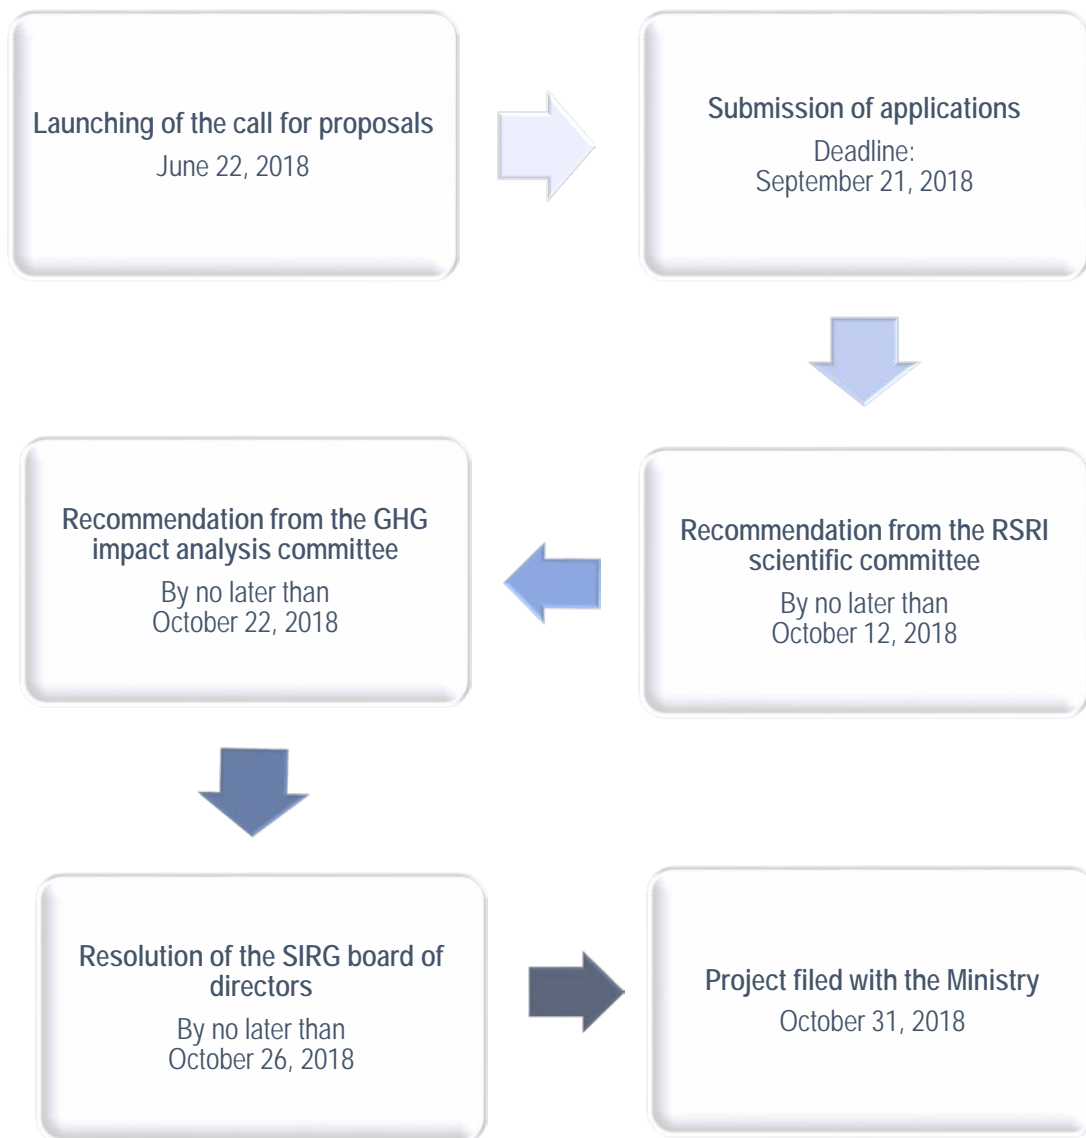 Launching of the call for proposals
June 22, 2018
Submission of applications
Deadline:
September 21, 2018
Recommendation from the RSRI
scientific committee
By no later than
October 12, 2018
Recommendation from the GHG
impact analysis committee
By no later than
October 22, 2018
Resolution of the SIRG board of
directors
By no later than
October 26, 2018
Project filed with the Ministry
October 31, 2018